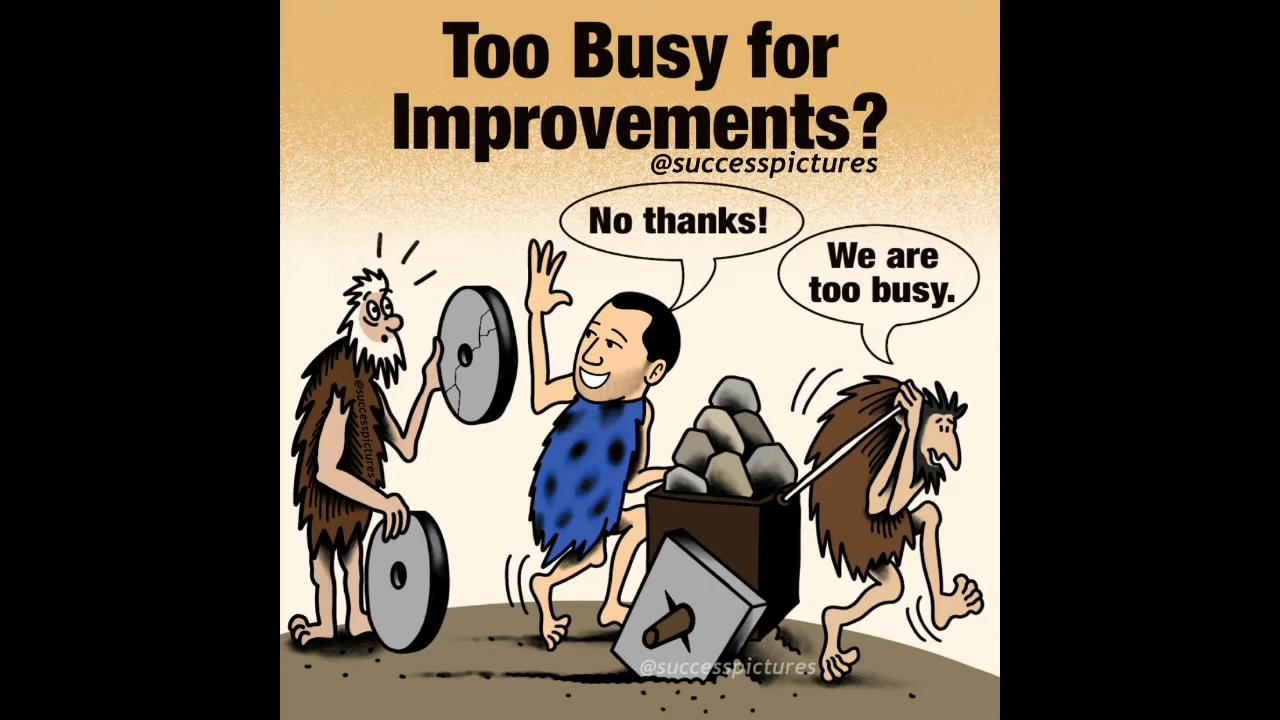 Too Busy for
Improvements?
@successpictures
No thanks!
We are
too busy.
@successpictures
@successpictures